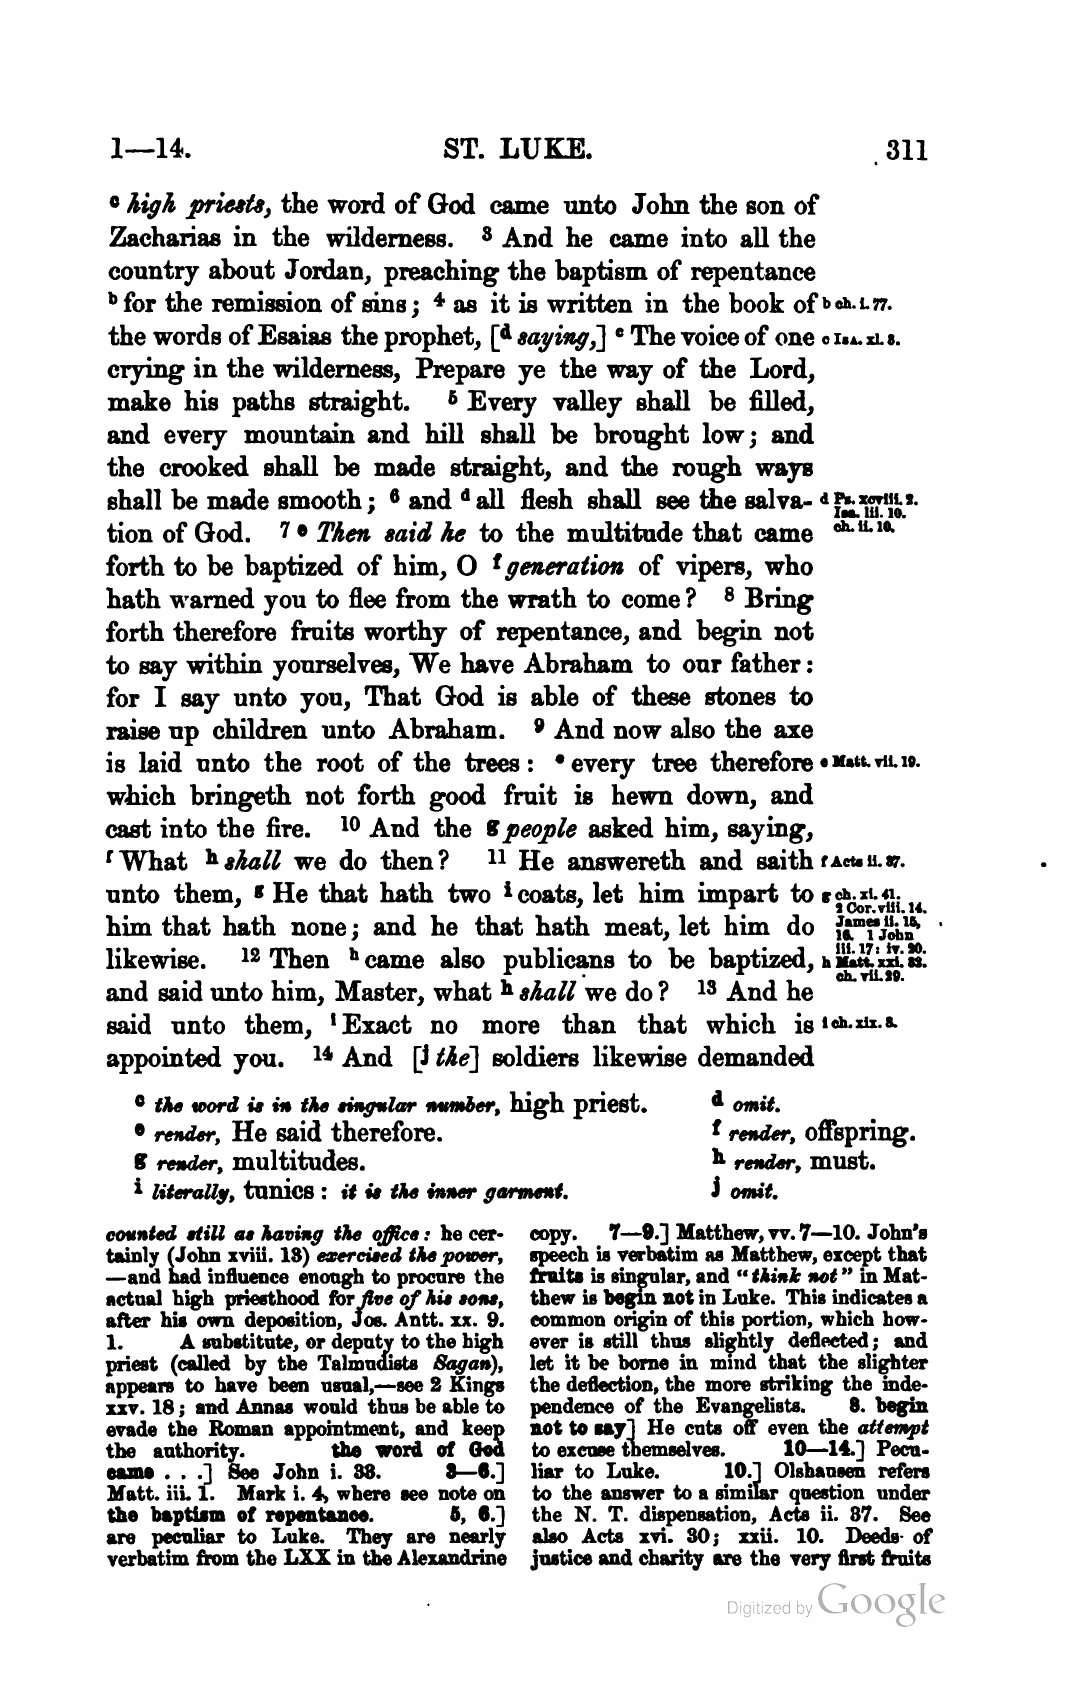 1—14. ST. LUKE. 311
c high priests, the word of God came unto John the son of
Zacharias in the wilderness. 3 And he came into all the
country about Jordan, preaching the baptism of repentance
b for the remission of sins; 4 as it is written in the book of b ch. i. 77.
the words of Esaias the prophet, [d saying,] c The voice of one c Isa. xl. 3.
crying in the wilderness, Prepare ye the way of the Lord,
make his paths straight. 5 Every valley shall be filled,
and every mountain and hill shall be brought low; and
the crooked shall be made straight, and the rough ways
shall be made smooth; 6 and d all flesh shall see the salva- d Ps. xcviii. 2.
Isa. lii. 10.
tion of God. 7 e Then said he to the multitude that came ch. ii. 10.
forth to be baptized of him, O f generation of vipers, who
hath warned you to flee from the wrath to come? 8 Bring
forth therefore fruits worthy of repentance, and begin not
to say within yourselves, We have Abraham to our father:
for I say unto you, That God is able of these stones to
raise up children unto Abraham. 9 And now also the axe
is laid unto the root of the trees: e every tree therefore e Matt. vii. 19.
which bringeth not forth good fruit is hewn down, and
cast into the fire. 10 And the g people asked him, saying,
f What h shall we do then? 11 He answereth and saith f Acts ii. 37.
unto them, g He that hath two i coats, let him impart to g ch. xi. 41.
2 Cor. viii. 14.
him that hath none; and he that hath meat, let him do James ii. 15,
16. 1 John
iii. 17: iv. 20.
likewise. 12 Then h came also publicans to be baptized, h Matt. xxi. 32.
ch. vii. 29.
and said unto him, Master, what h shall we do? 13 And he
said unto them, i Exact no more than that which is i ch. xix. 8.
appointed you. 14 And [j the] soldiers likewise demanded
c the word is in the singular number, high priest. d omit.
e render, He said therefore. f render, offspring.
g render, multitudes. h render, must.
i literally, tunics: it is the inner garment. j omit.
counted still as having the office: he cer-
tainly (John xviii. 13) exercised the power,
—and had influence enough to procure the
actual high priesthood for five of his sons,
after his own deposition, Jos. Antt. xx. 9.
1. A substitute, or deputy to the high
priest (called by the Talmudists Sagan),
appears to have been usual,—see 2 Kings
xxv. 18; and Annas would thus be able to
evade the Roman appointment, and keep
the authority. the word of God
came . . .] See John i. 33. 3—6.]
Matt. iii. 1. Mark i. 4, where see note on
the baptism of repentance. 5, 6.]
are peculiar to Luke. They are nearly
verbatim from the LXX in the Alexandrine
copy. 7—9.] Matthew, vv. 7—10. John's
speech is verbatim as Matthew, except that
fruits is singular, and "think not" in Mat-
thew is begin not in Luke. This indicates a
common origin of this portion, which how-
ever is still thus slightly deflected; and
let it be borne in mind that the slighter
the deflection, the more striking the inde-
pendence of the Evangelists. 8. begin
not to say] He cuts off even the attempt
to excuse themselves. 10—14.] Pecu-
liar to Luke. 10.] Olshausen refers
to the answer to a similar question under
the N. T. dispensation, Acts ii. 37. See
also Acts xvi. 30; xxii. 10. Deeds of
justice and charity are the very first fruits
Digitized by Google